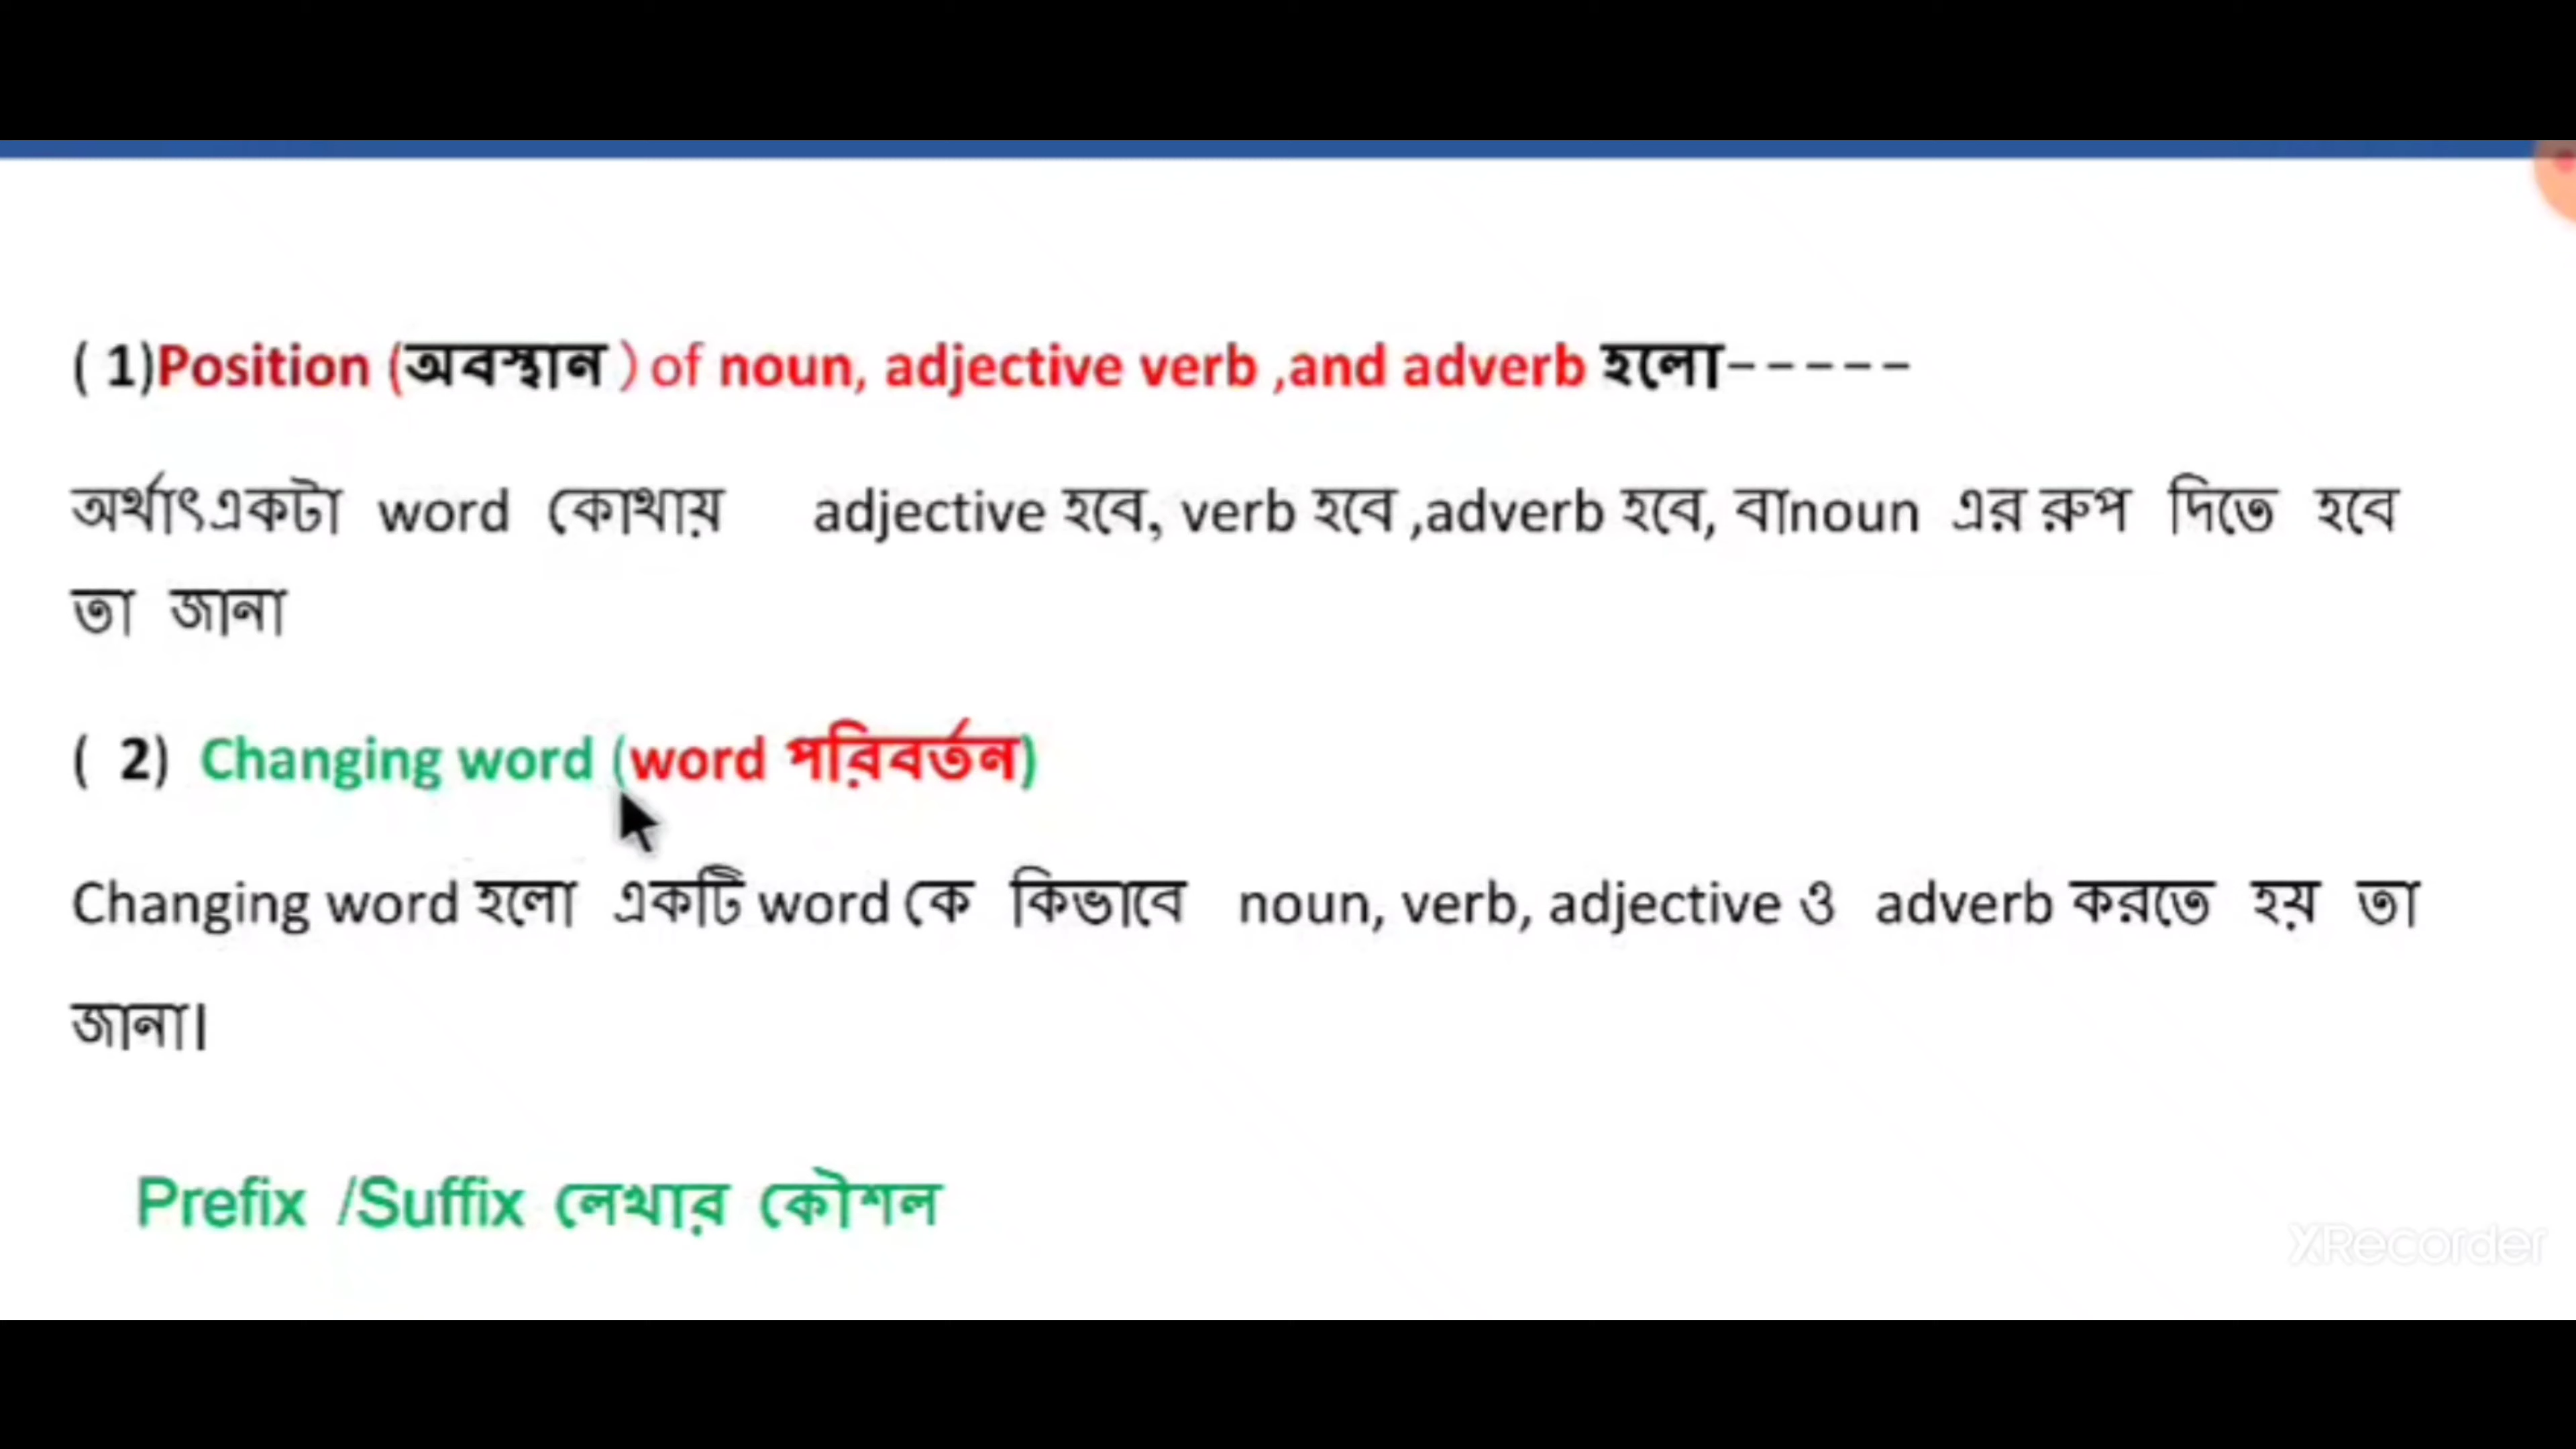 ( 1)Position (অবস্থান ) of noun, adjective verb ,and adverb হলো-----
অর্থাৎএকটা word কোথায় adjective হবে, verb হবে ,adverb হবে, বাnoun এর রুপ দিতে হবে
তা জানা
( 2) Changing word (word পরিবর্তন)
Changing word হলো একটি word কে কিভাবে noun, verb, adjective ও adverb করতে হয় তা
জানা।
Prefix /Suffix লেখার কৌশল
XRecorder